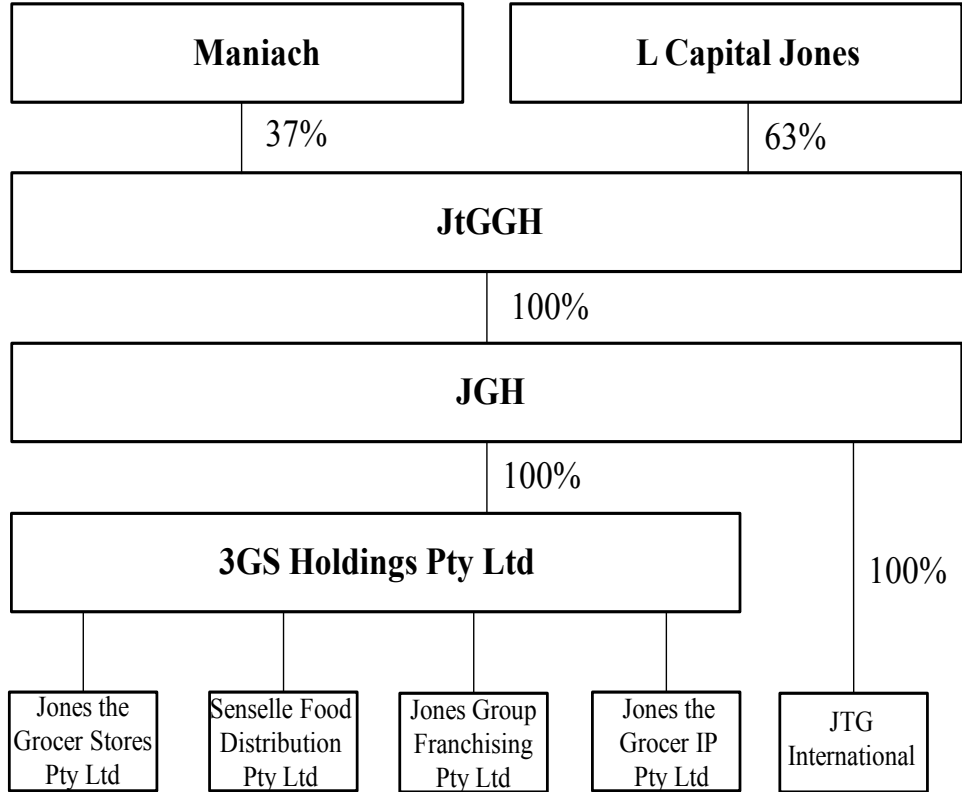 Maniach
L Capital Jones
37%
63%
JtGGH
100%
JGH
100%
3GS Holdings Pty Ltd
100%
Jones the
Grocer Stores
Pty Ltd
Senselle Food
Distribution
Pty Ltd
Jones Group
Franchising
Pty Ltd
Jones the
Grocer IP
Pty Ltd
JTG
International